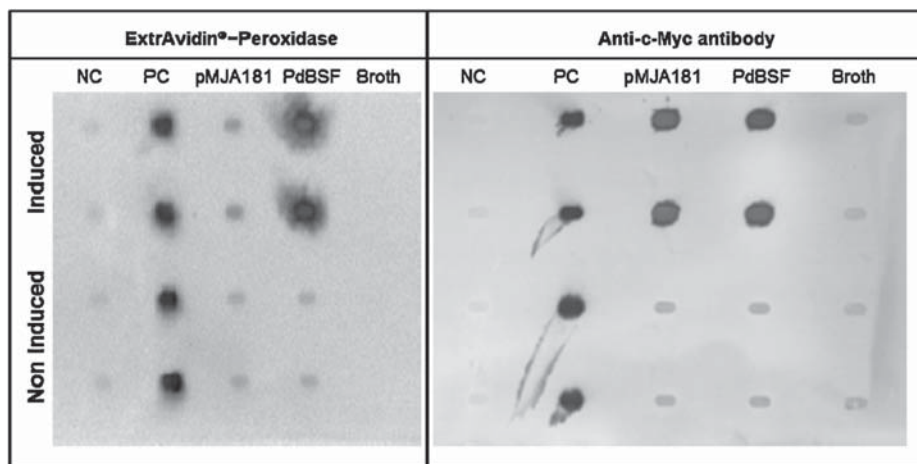 ExtrAvidin®–Peroxidase
Anti-c-Myc antibody
NC PC pMJA181 PdBSF Broth
NC PC pMJA181 PdBSF Broth
Induced
Non Induced